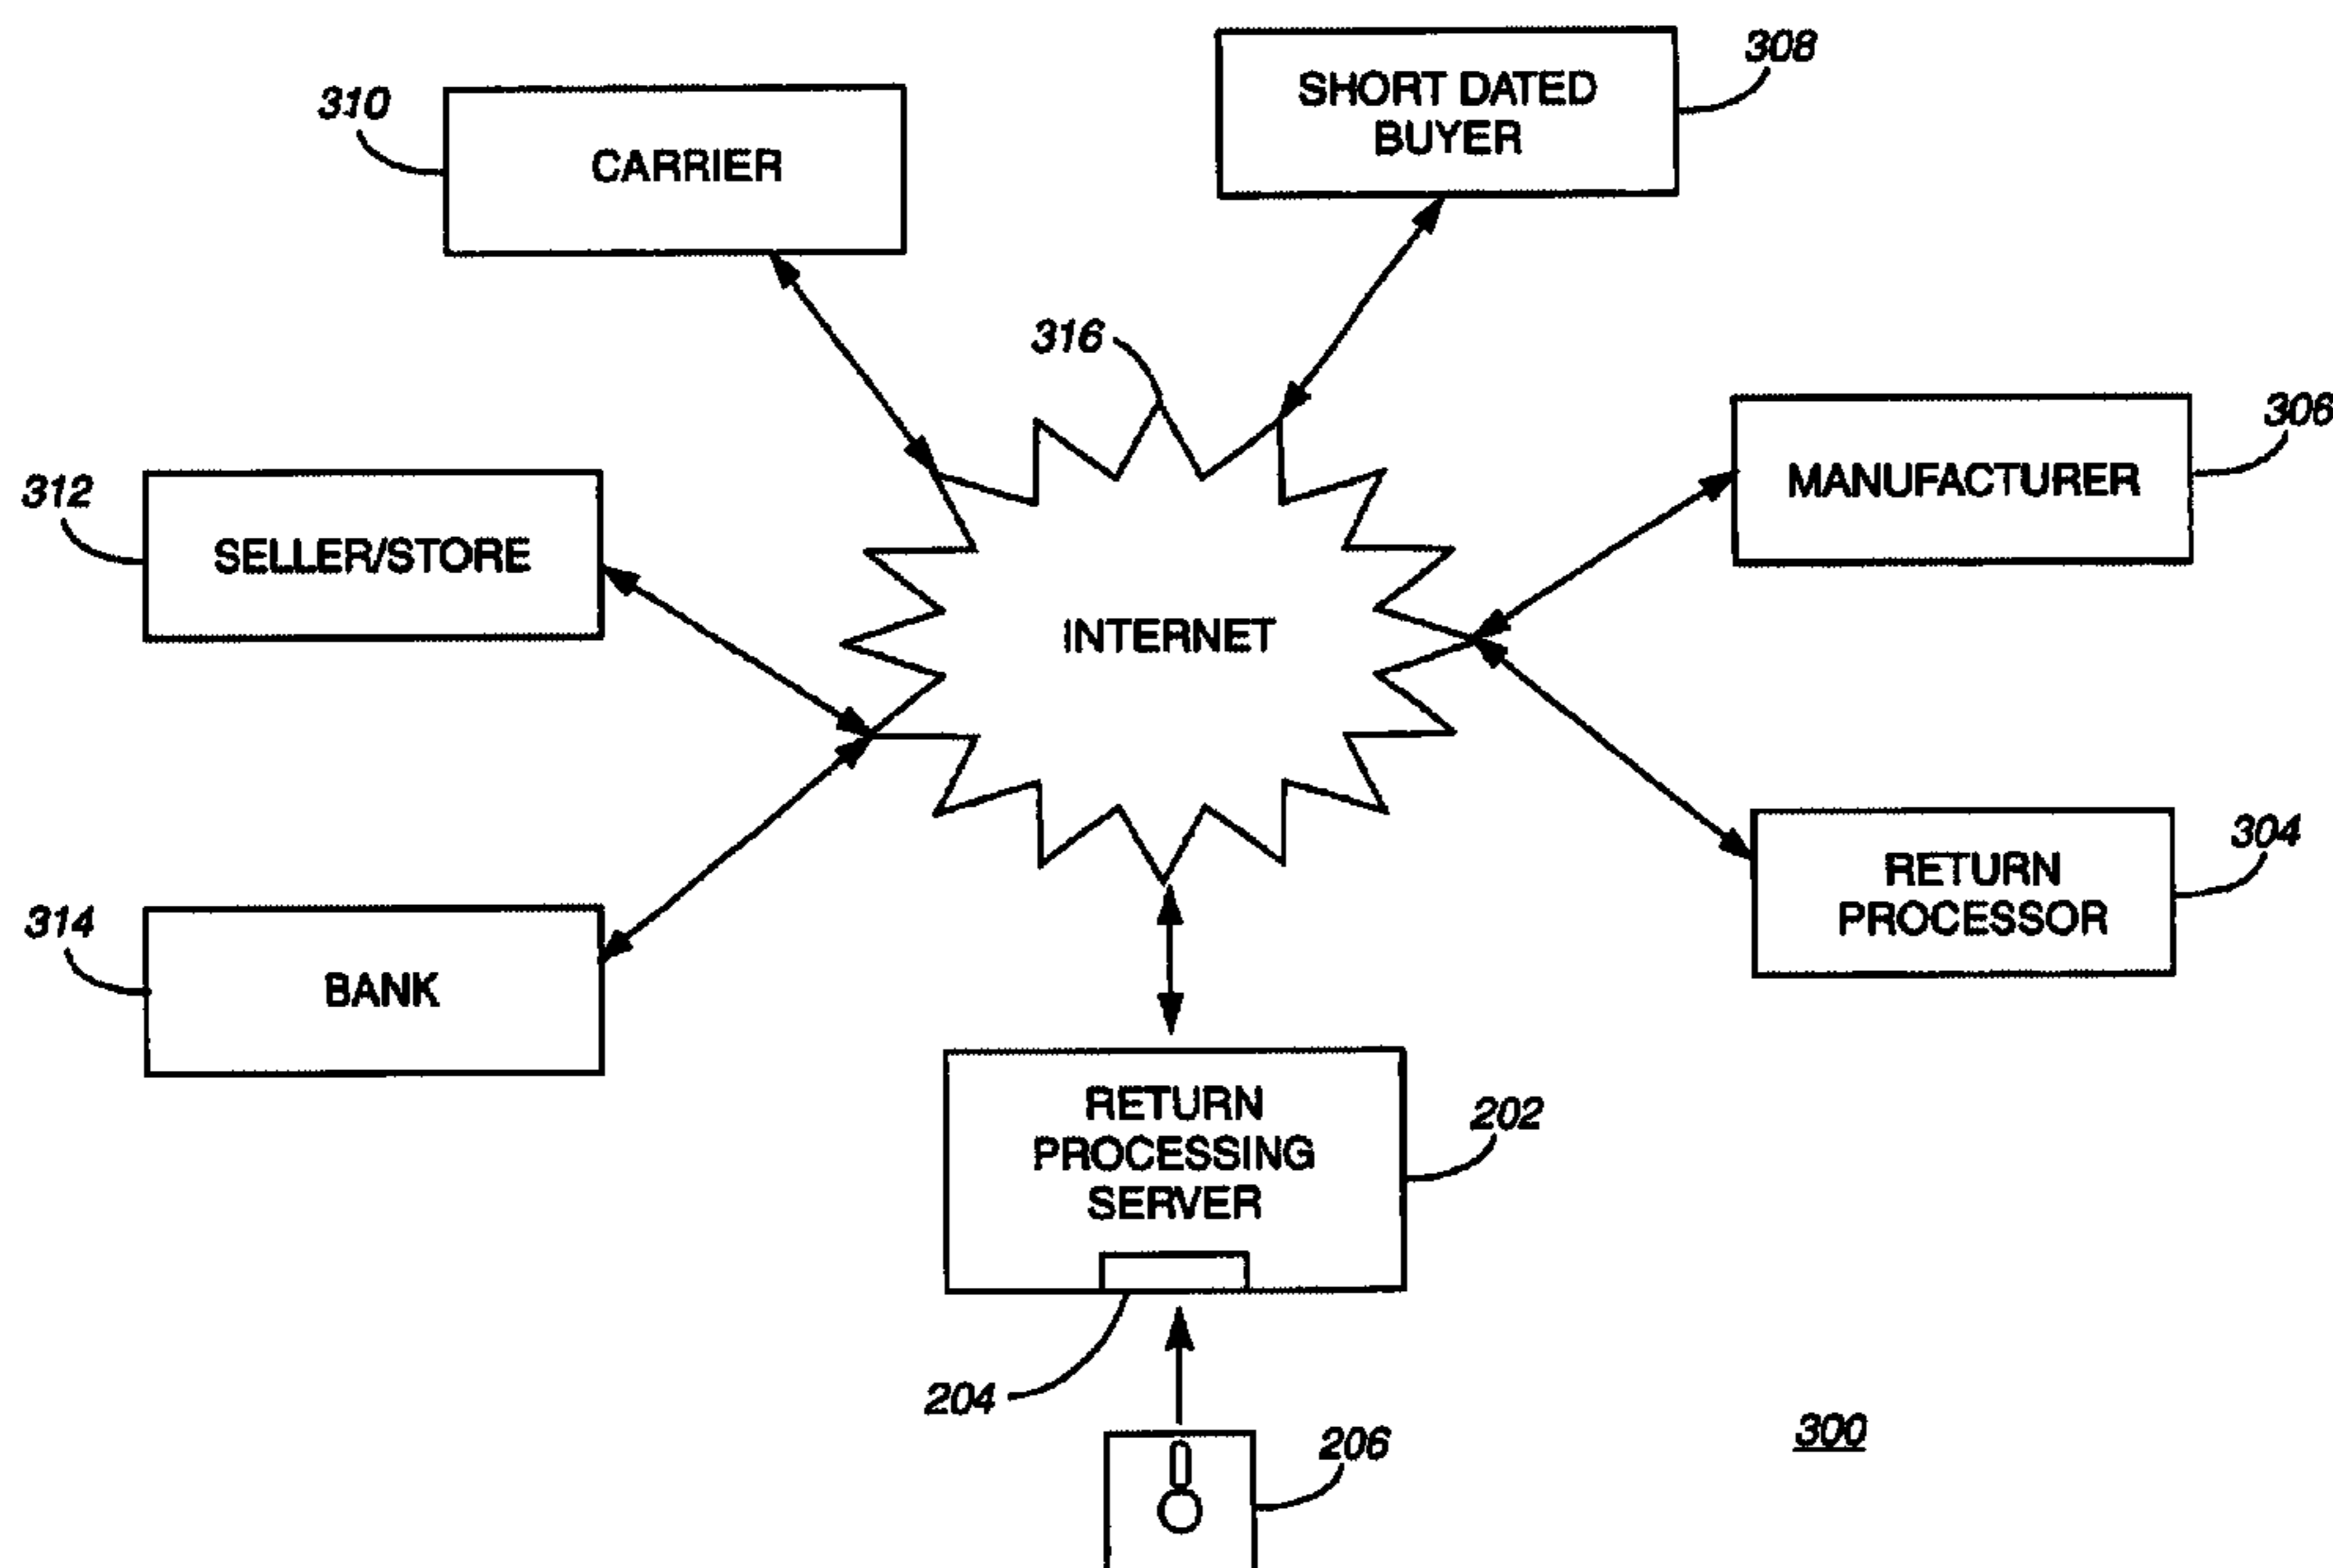 308
SHORT DATED
BUYER
310
CARRIER
316
306
MANUFACTURER
312
SELLER/STORE
INTERNET
304
RETURN
PROCESSOR
314
BANK
RETURN
PROCESSING
SERVER
202
204
206
300